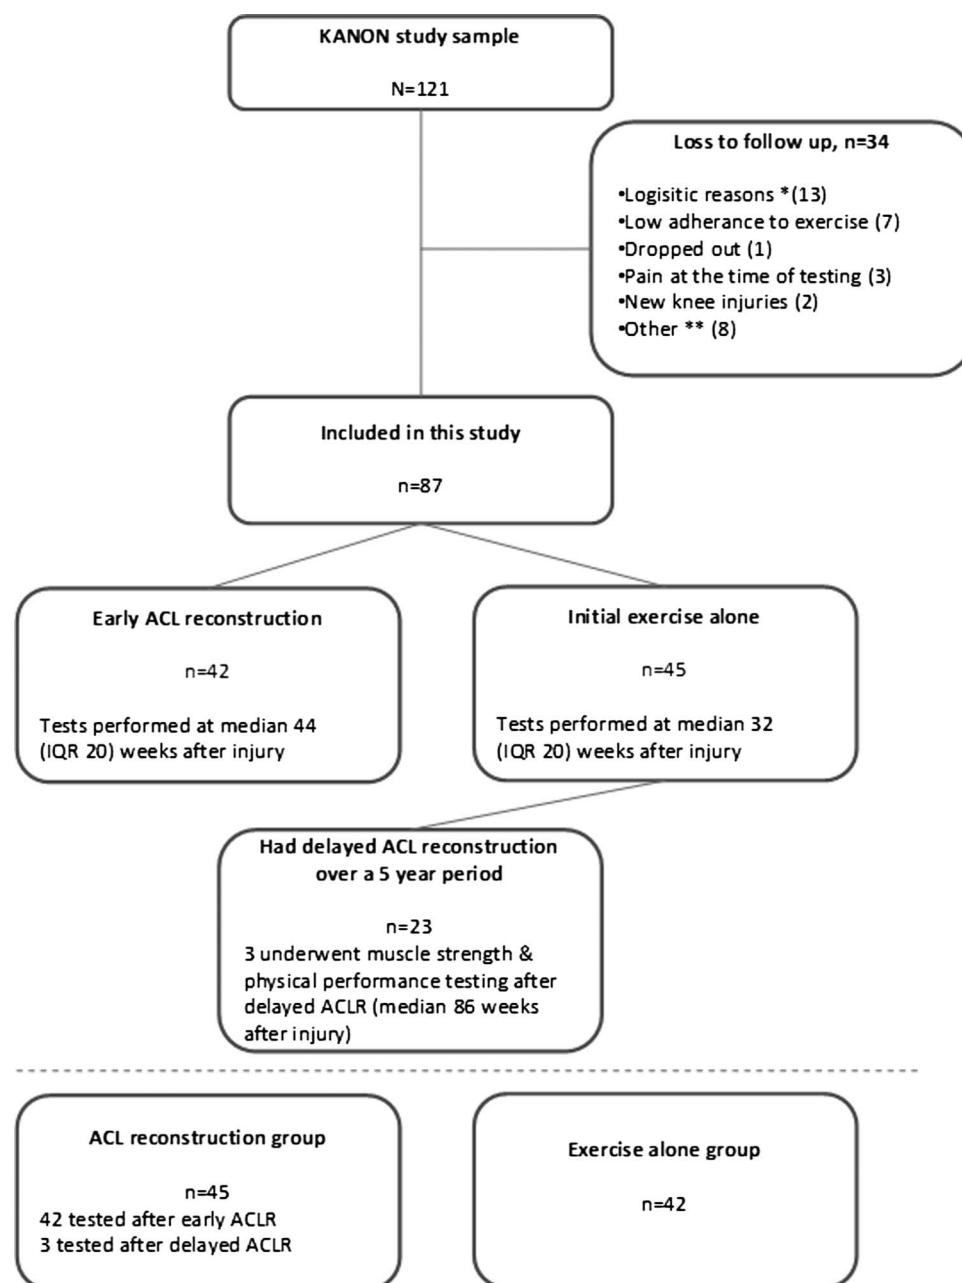 KANON study sample
N=121
Loss to follow up, n=34
•Logisitic reasons *(13)
•Low adherance to exercise (7)
•Dropped out (1)
•Pain at the time of testing (3)
•New knee injuries (2)
•Other ** (8)
Included in this study
n=87
Early ACL reconstruction
n=42
Tests performed at median 44
(IQR 20) weeks after injury
Initial exercise alone
n=45
Tests performed at median 32
(IQR 20) weeks after injury
Had delayed ACL reconstruction
over a 5 year period
n=23
3 underwent muscle strength &
physical performance testing after
delayed ACLR (median 86 weeks
after injury)
ACL reconstruction group
n=45
42 tested after early ACLR
3 tested after delayed ACLR
Exercise alone group
n=42